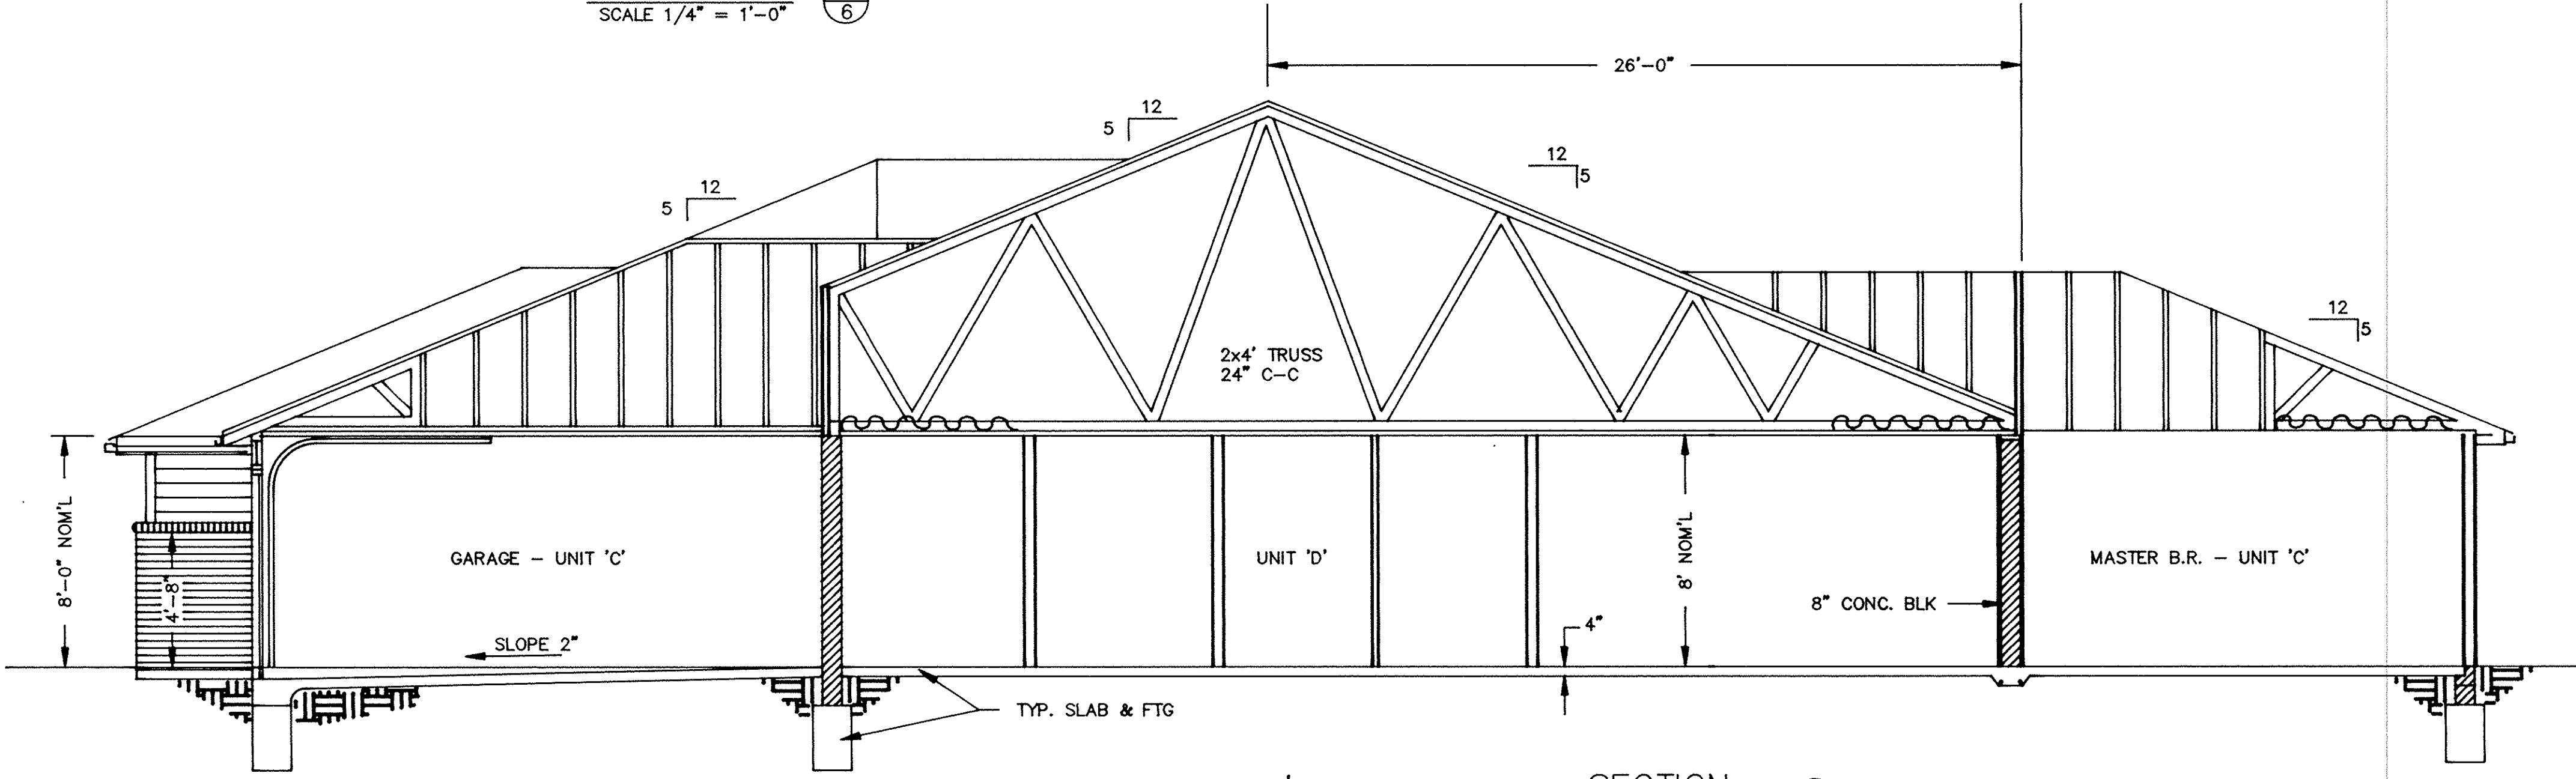 SCALE 1/4" = 1'-0"
6
26'-0"
12
5
12
5
12
5
12
5
2x4' TRUSS
24" C-C
8'-0" NOM'L
4'-8"
GARAGE - UNIT 'C'
SLOPE 2"
UNIT 'D'
8' NOM'L
4"
8" CONC. BLK
MASTER B.R. - UNIT 'C'
TYP. SLAB & FTG
SECTION